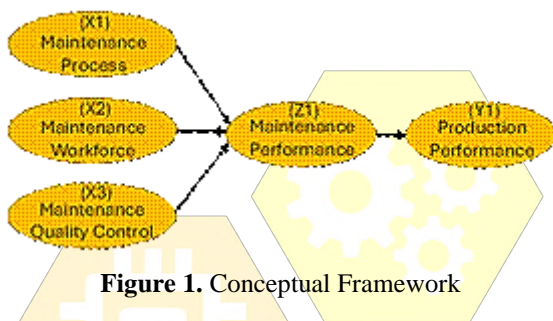 (X1)
Maintenance
Process
(X2)
Maintenance
Workforce
(X3)
Maintenance
Quality Control
(Z1)
Maintenance
Performance
(Y1)
Production
Performance
Figure 1. Conceptual Framework